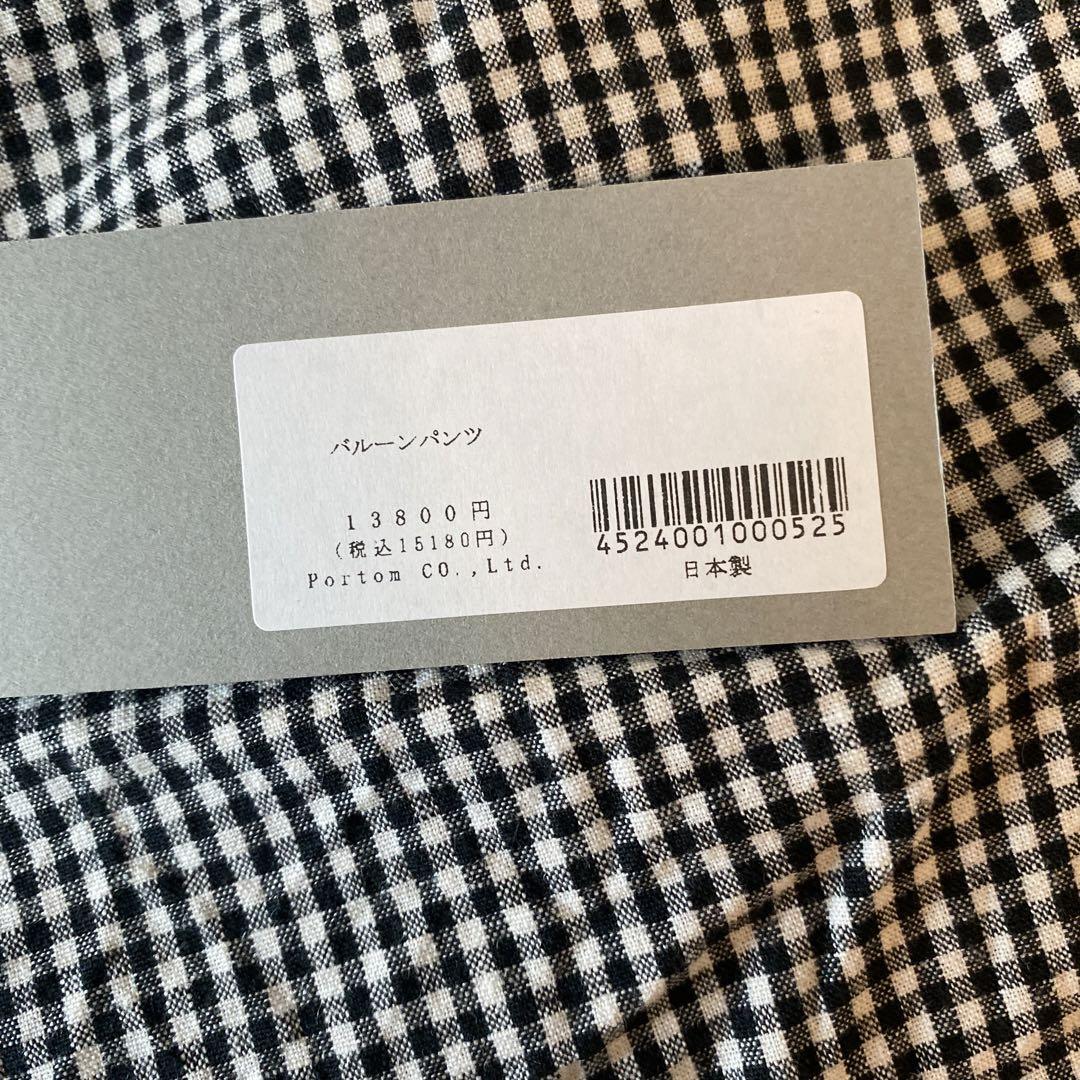 バルーンパンツ
13800円
(税込15180円)
Portom CO.,Ltd.
4524001000525
日本製